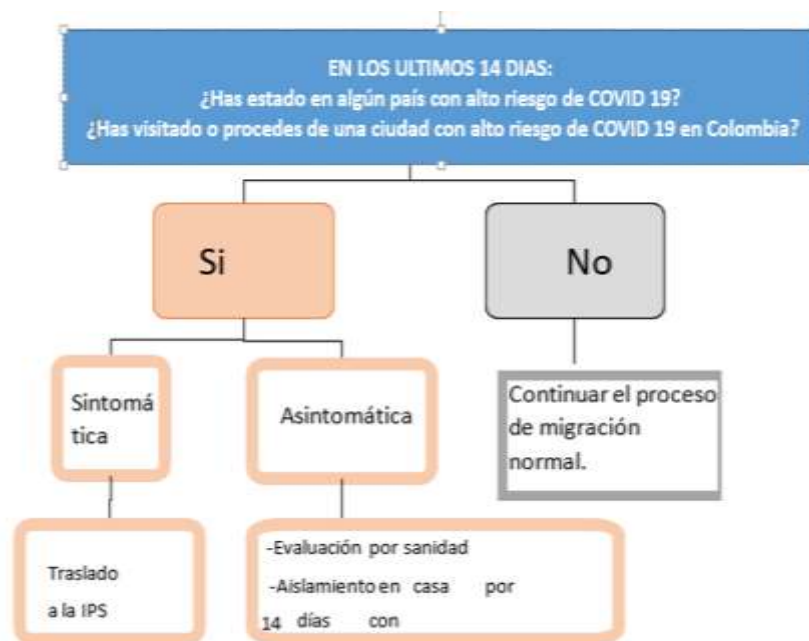 EN LOS ULTIMOS 14 DIAS:
¿Has estado en algún país con alto riesgo de COVID 19?
¿Has visitado o procedes de una ciudad con alto riesgo de COVID 19 en Colombia?
Si
No
Sintomá
tica
Asintomática
Continuar el proceso
de migración
normal.
Traslado
a la IPS
-Evaluación por sanidad
-Aislamiento en casa por
14 días con